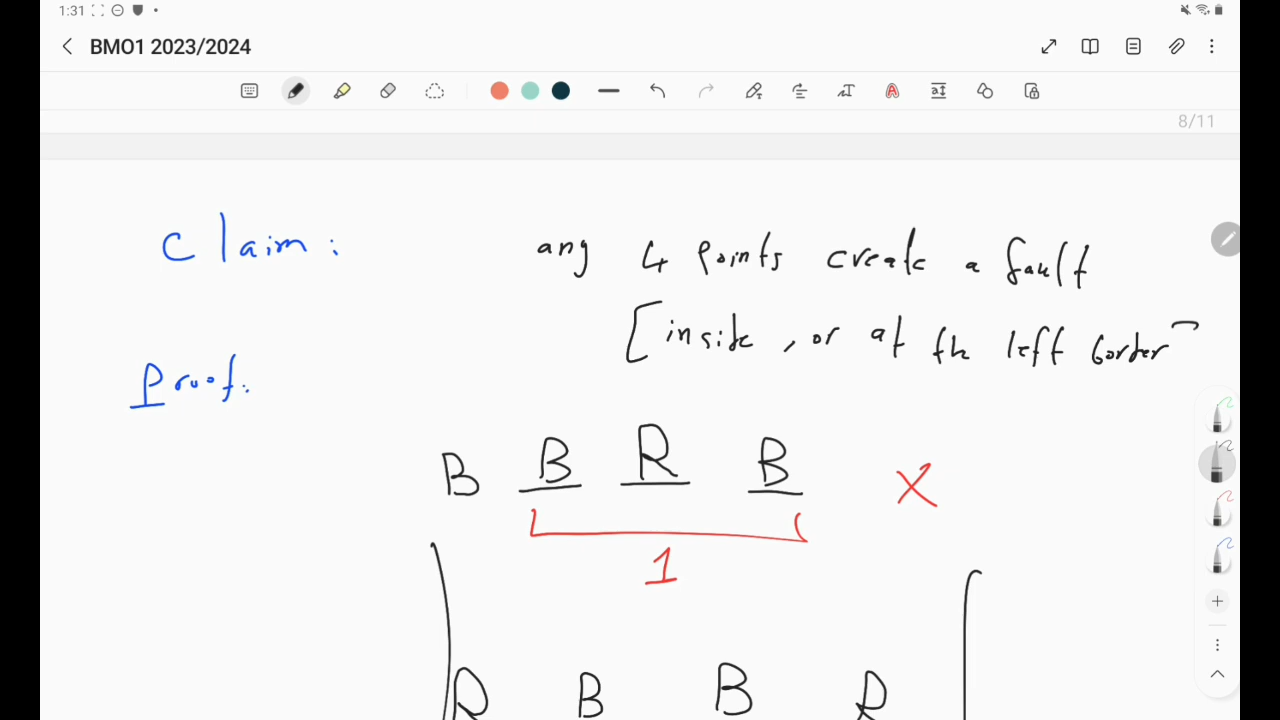 1:31
BMO1 2023/2024
8/11
Claim: any 4 points create a fault
[inside, or at the left border
Proof:
B B R B X
1
R B B R